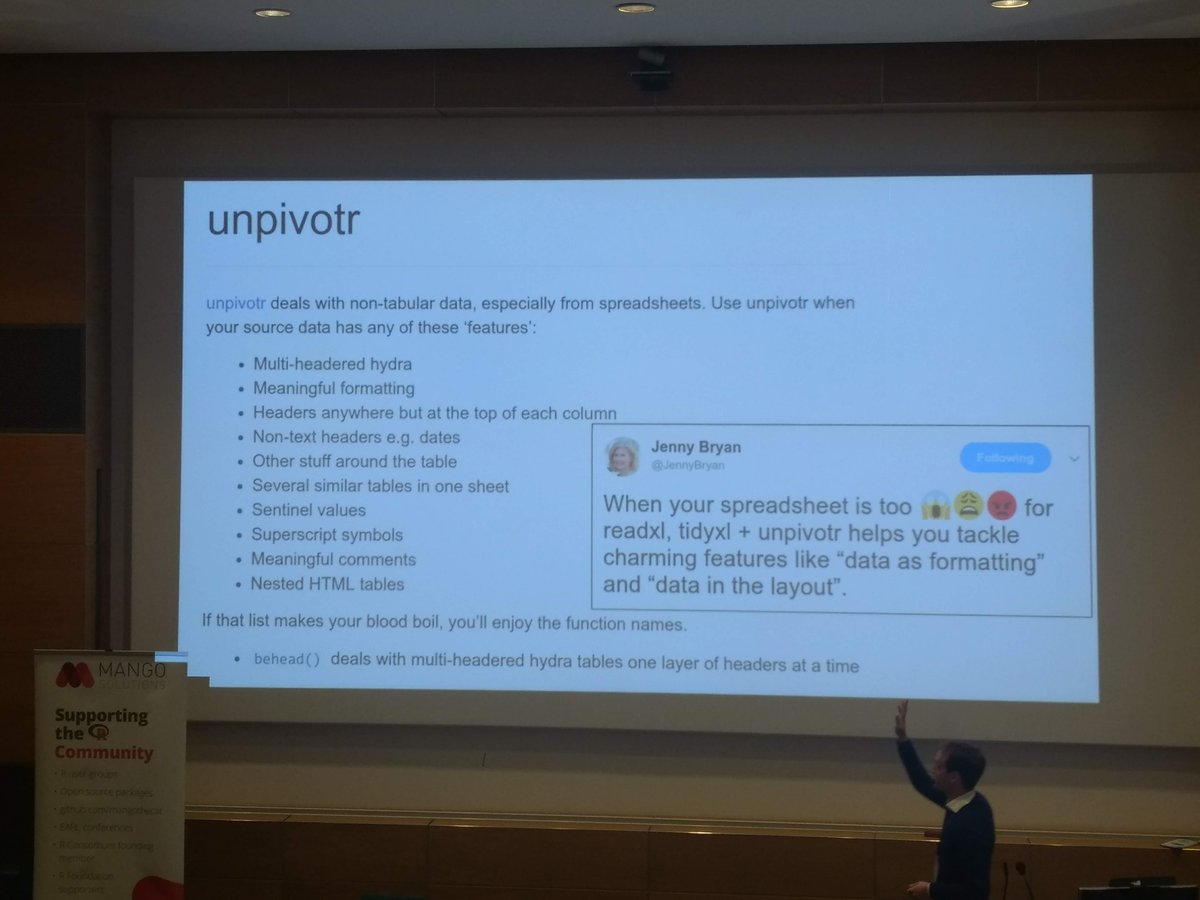 unpivotr
unpivotr deals with non-tabular data, especially from spreadsheets. Use unpivotr when
your source data has any of these ‘features’:
• Multi-headered hydra
• Meaningful formatting
• Headers anywhere but at the top of each column
• Non-text headers e.g. dates
• Other stuff around the table
• Several similar tables in one sheet
• Sentinel values
• Superscript symbols
• Meaningful comments
• Nested HTML tables
Jenny Bryan
@JennyBryan
Following
When your spreadsheet is too 😱😩😡 for
readxl, tidyxl + unpivotr helps you tackle
charming features like “data as formatting”
and “data in the layout”.
If that list makes your blood boil, you’ll enjoy the function names.
• behead() deals with multi-headered hydra tables one layer of headers at a time
MANGO
SOLUTIONS
Supporting
the R
Community
• R user groups
• Open source packages
• github.com/mangothecat
• EARL conferences
• R Consortium founding
member
• R Foundation
supporters